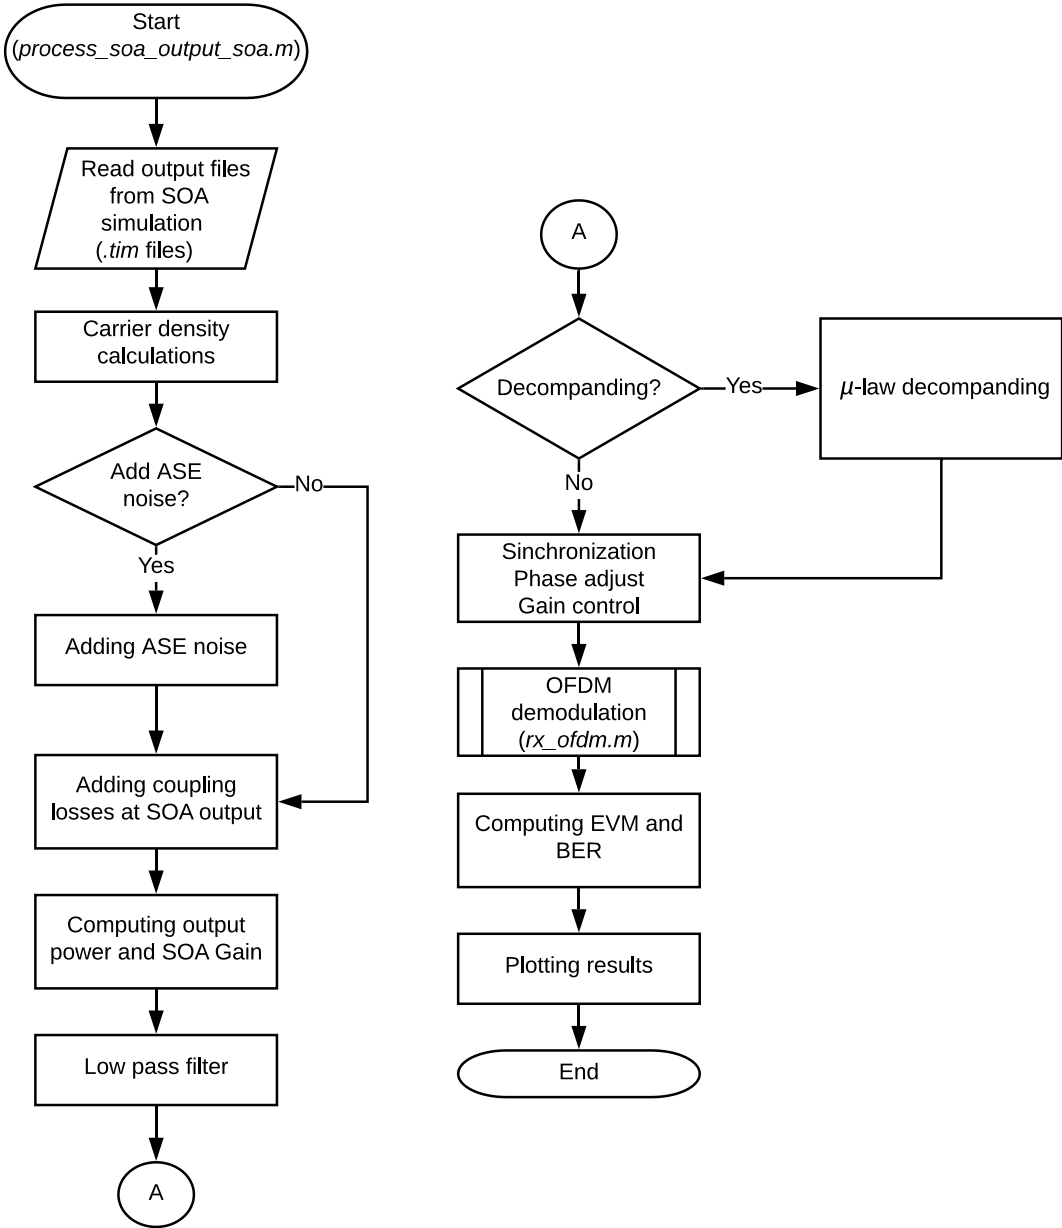 Start
(process_soa_output_soa.m)
Read output files
from SOA
simulation
(.tim files)
Carrier density
calculations
Add ASE
noise?
No
Yes
Adding ASE noise
Adding coupling
losses at SOA output
Computing output
power and SOA Gain
Low pass filter
A
A
Decompanding?
Yes
μ-law decompanding
No
Sinchronization
Phase adjust
Gain control
OFDM
demodulation
(rx_ofdm.m)
Computing EVM and
BER
Plotting results
End